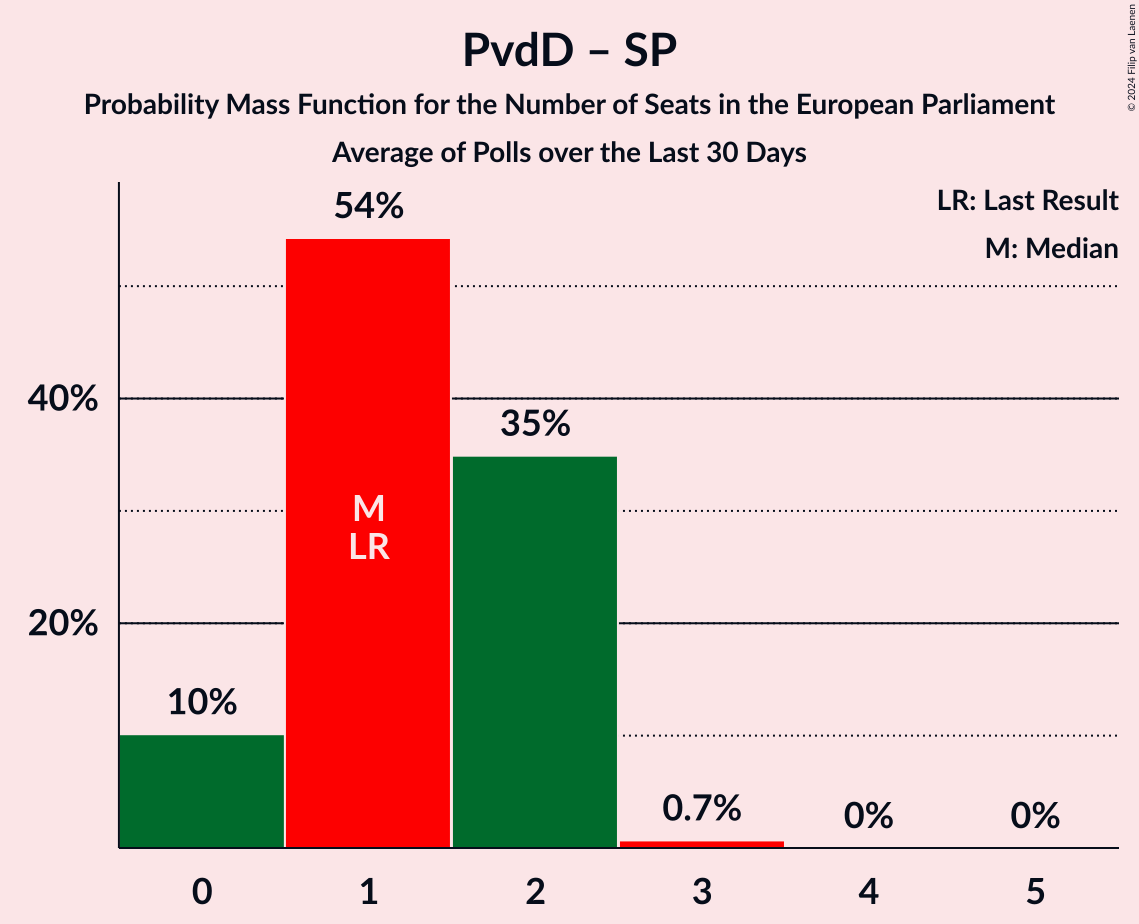 PvdD – SP
Probability Mass Function for the Number of Seats in the European Parliament
Average of Polls over the Last 30 Days
© 2024 Filip van Laenen
LR: Last Result
M: Median
54%
40%
35%
M
LR
20%
10%
0.7%
0%
0%
0
1
2
3
4
5